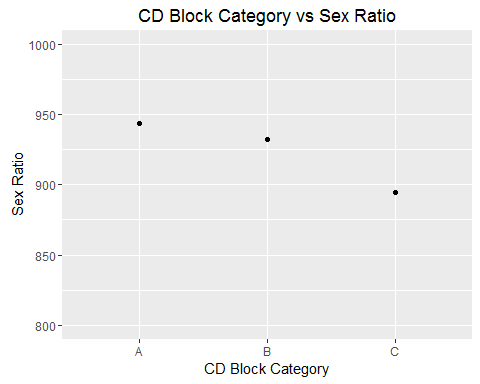 CD Block Category vs Sex Ratio
1000
950
900
850
800
Sex Ratio
A B C
CD Block Category